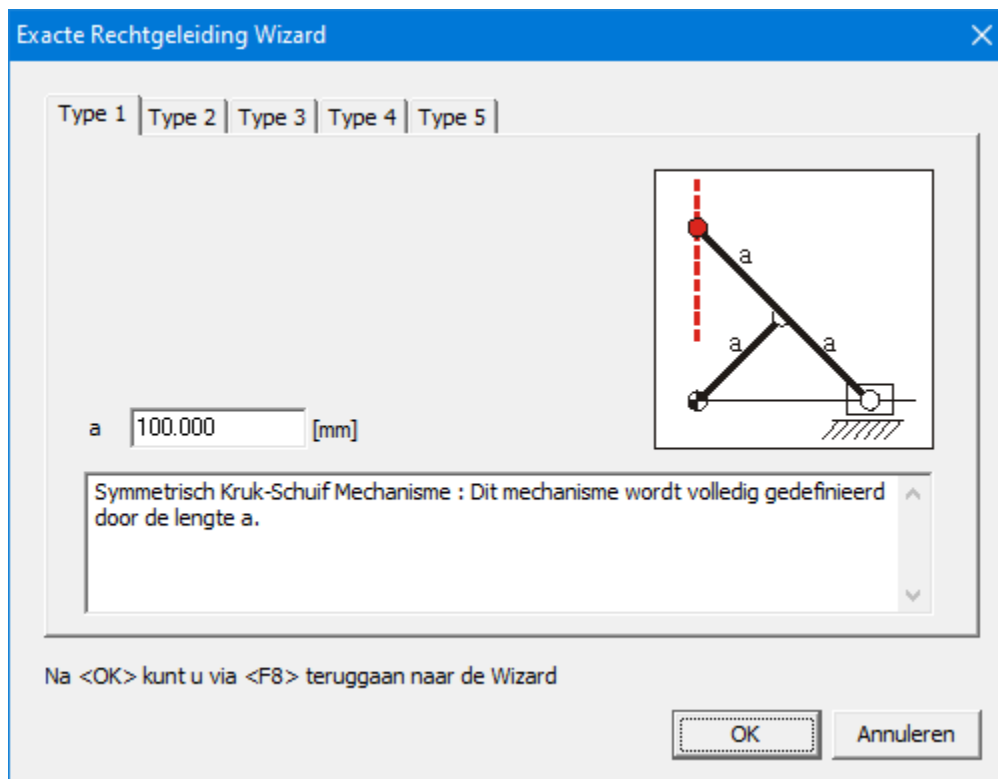 Exacte Rechtgeleiding Wizard
Type 1 Type 2 Type 3 Type 4 Type 5
a
a a
a 100.000 [mm]
Symmetrisch Kruk-Schuif Mechanisme : Dit mechanisme wordt volledig gedefinieerd
door de lengte a.
Na <OK> kunt u via <F8> teruggaan naar de Wizard
OK Annuleren